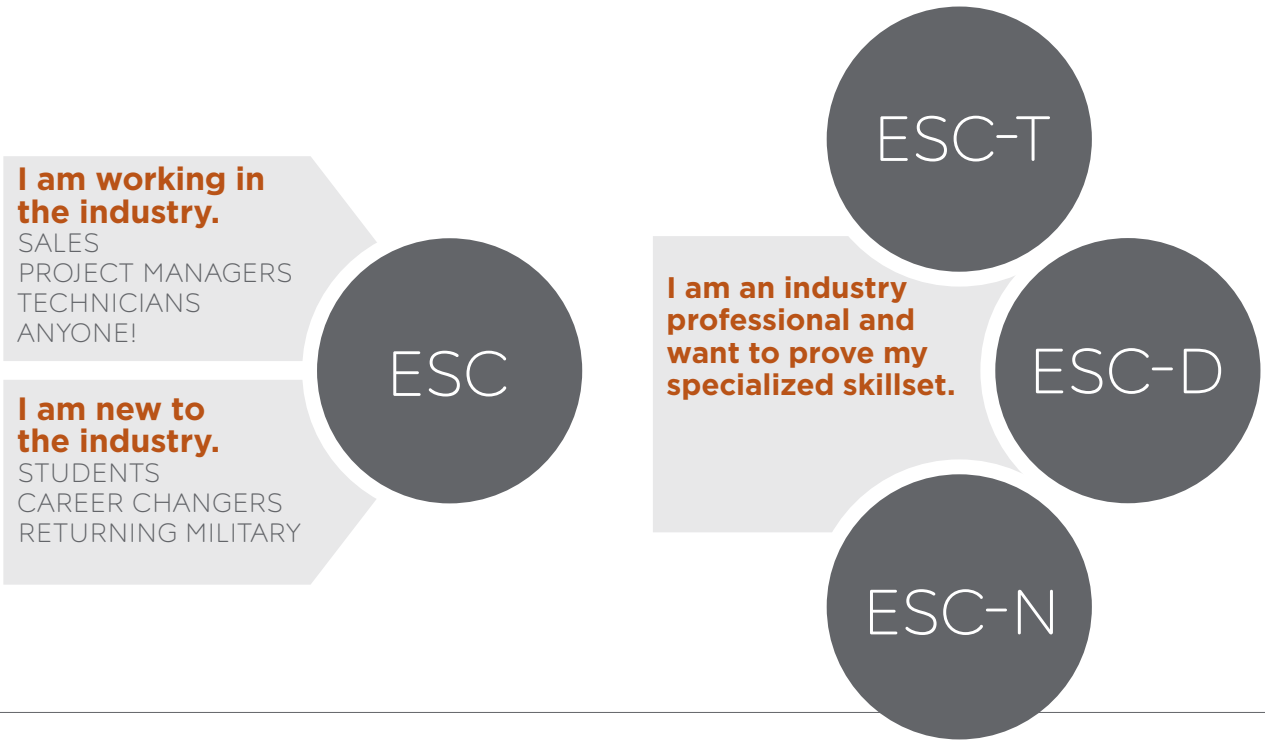 I am working in
the industry.
SALES
PROJECT MANAGERS
TECHNICIANS
ANYONE!
I am new to
the industry.
STUDENTS
CAREER CHANGERS
RETURNING MILITARY
ESC
I am an industry
professional and
want to prove my
specialized skillset.
ESC-T
ESC-D
ESC-N